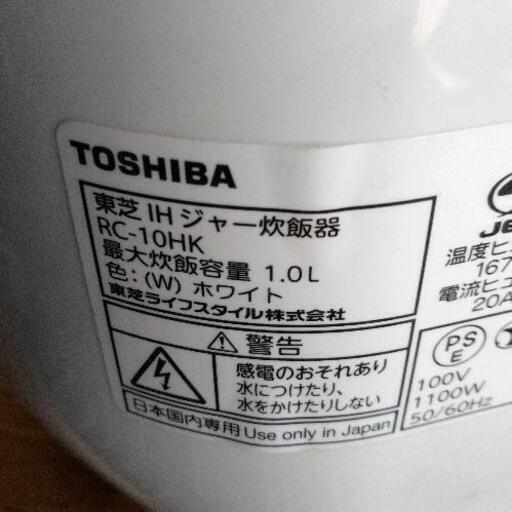 TOSHIBA
東芝IHジャー炊飯器
RC-10HK
最大炊飯容量 1.0L
色:(W) ホワイト
東芝ライフスタイル株式会社
警告
感電のおそれあり
水につけたり、
水をかけたりしない
日本国内専用 Use only in Japan
温度ヒ
167
電流ヒ
20A
PS
E
100V
1100W
50/60Hz